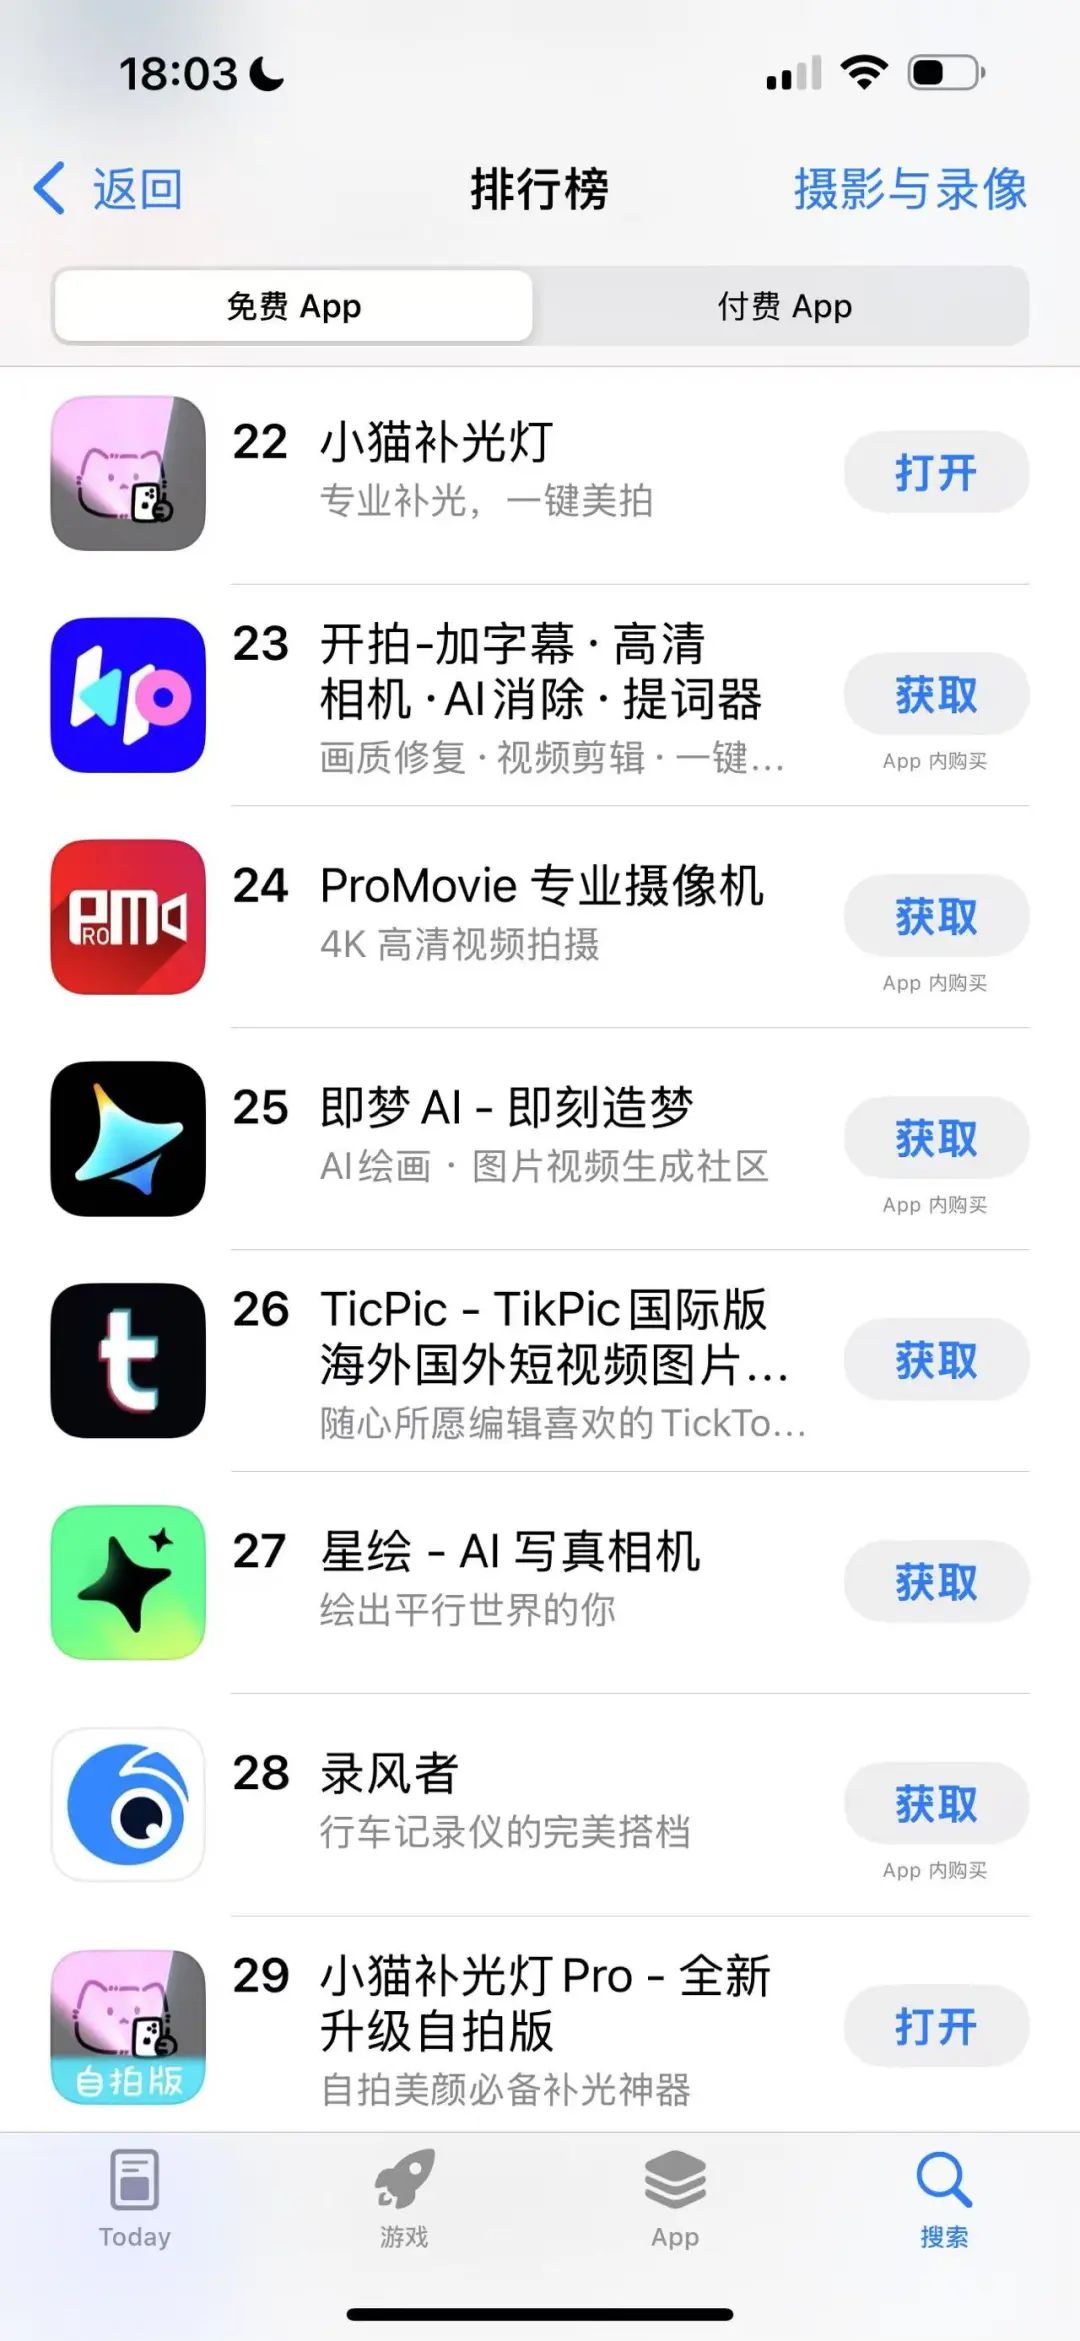 18:03
返回
排行榜
摄影与录像
免费 App
付费 App
22
小猫补光灯
专业补光，一键美拍
打开
23
开拍-加字幕 · 高清
相机 · AI消除 · 提词器
画质修复 · 视频剪辑 · 一键...
获取
App 内购买
PRO
M
24
ProMovie 专业摄像机
4K 高清视频拍摄
获取
App 内购买
25
即梦 AI - 即刻造梦
AI绘画 · 图片视频生成社区
获取
App 内购买
t
26
TicPic - TikPic国际版
海外国外短视频图片...
随心所愿编辑喜欢的TickTo...
获取
27
星绘 - AI 写真相机
绘出平行世界的你
获取
28
录风者
行车记录仪的完美搭档
获取
App 内购买
自拍版
29
小猫补光灯Pro - 全新
升级自拍版
自拍美颜必备补光神器
打开
Today
游戏
App
搜索